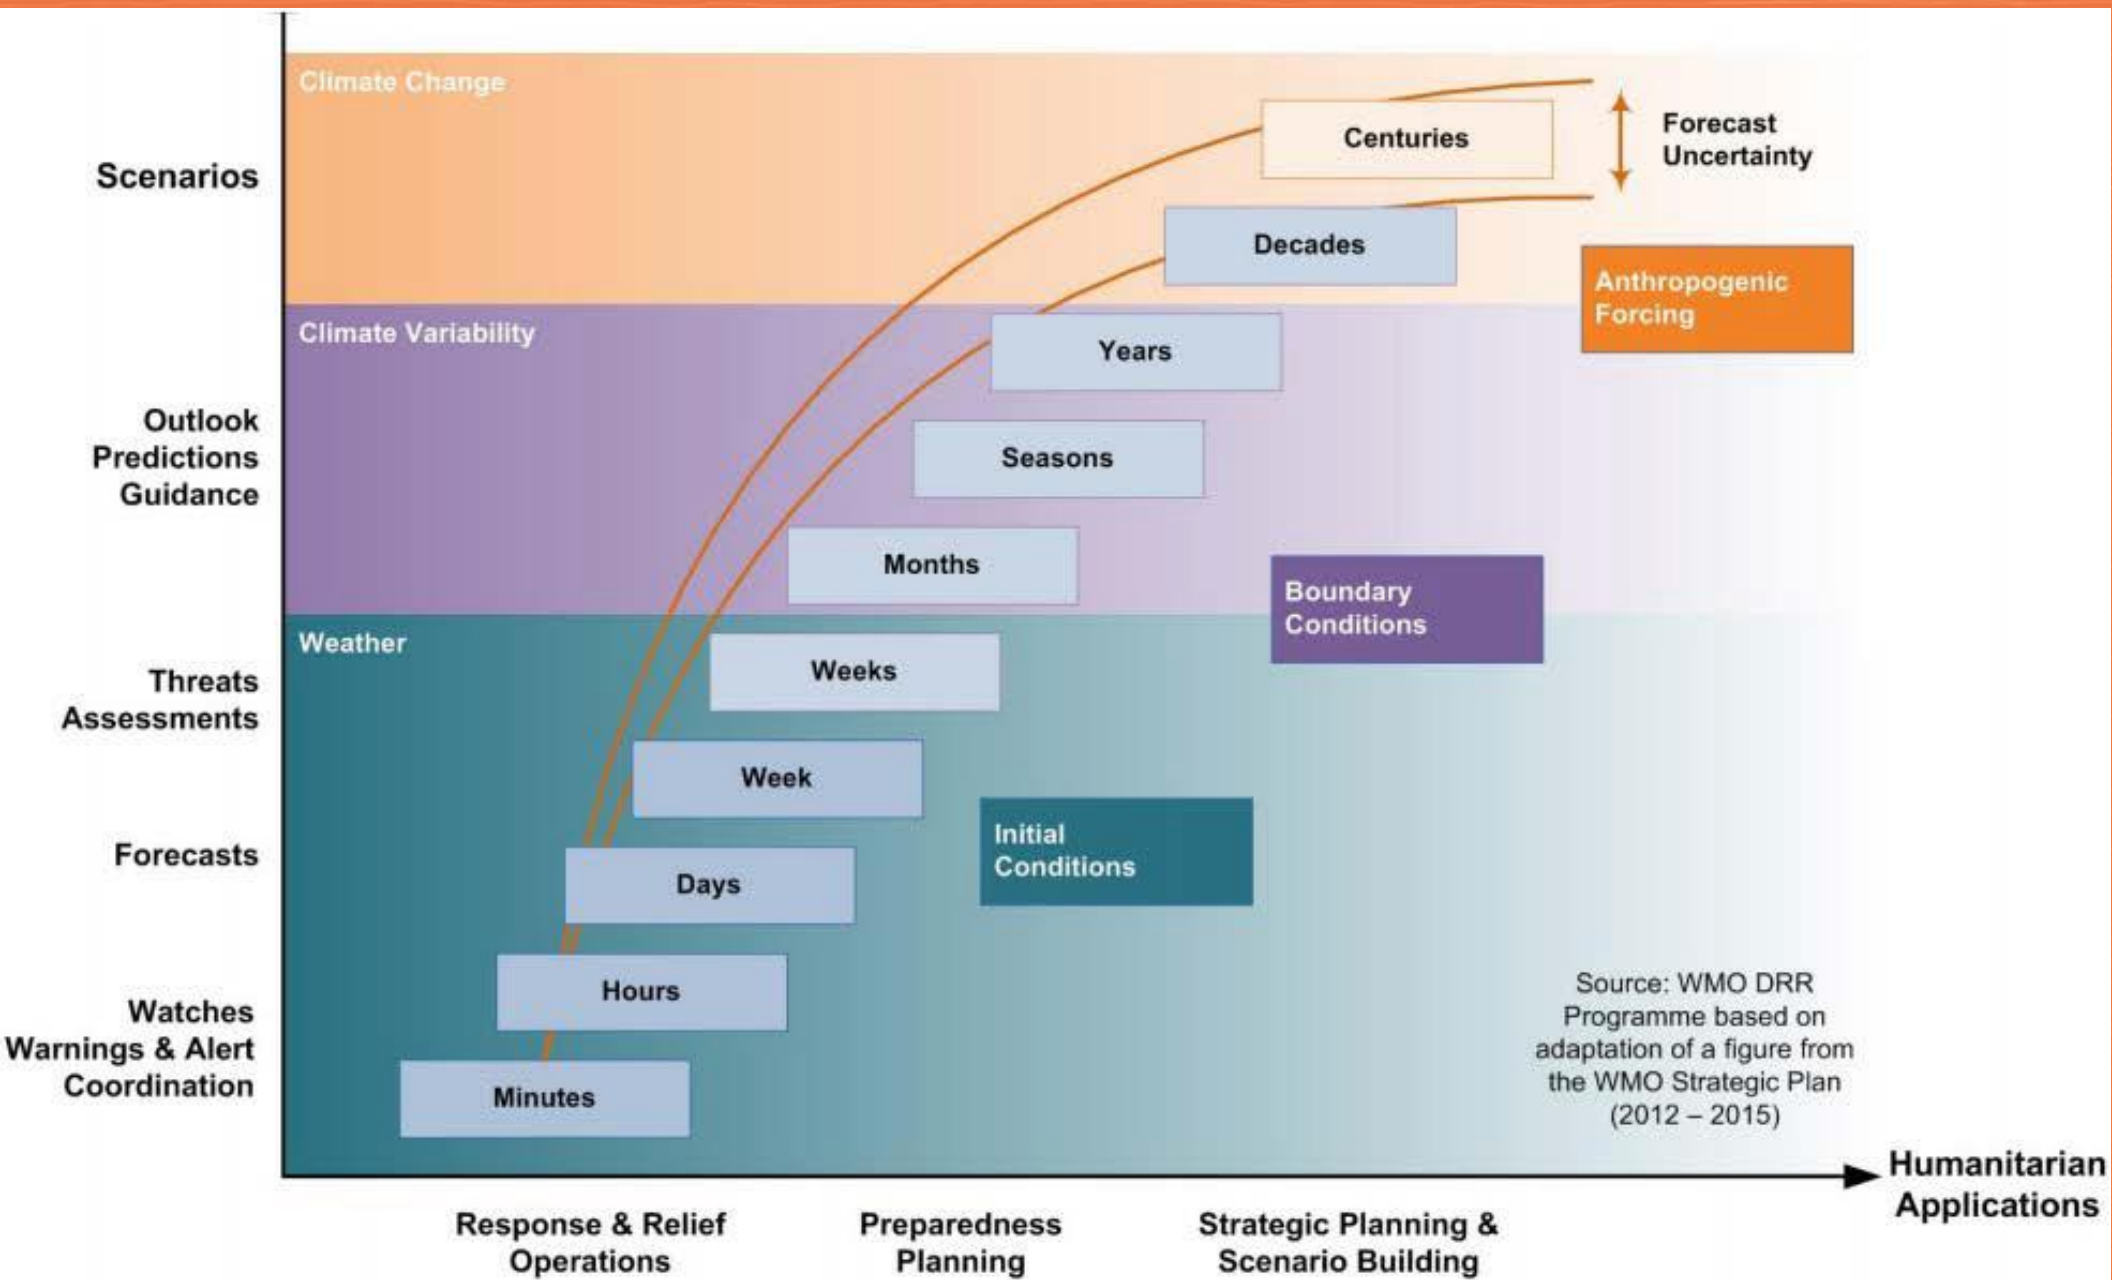 Climate Change
Centuries
Forecast
Uncertainty
Scenarios
Decades
Anthropogenic
Forcing
Climate Variability
Years
Outlook
Predictions
Guidance
Seasons
Months
Boundary
Conditions
Weather
Weeks
Threats
Assessments
Week
Initial
Conditions
Forecasts
Days
Hours
Watches
Warnings & Alert
Coordination
Minutes
Source: WMO DRR
Programme based on
adaptation of a figure from
the WMO Strategic Plan
(2012 – 2015)
Humanitarian
Applications
Response & Relief
Operations
Preparedness
Planning
Strategic Planning &
Scenario Building